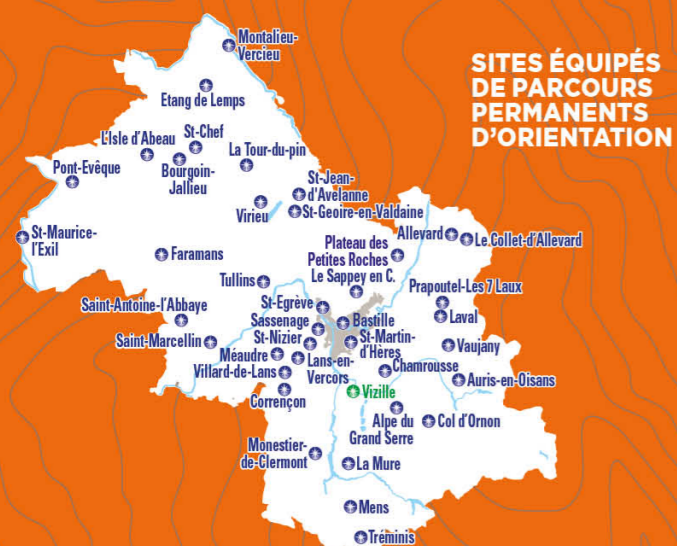 SITES ÉQUIPÉS
DE PARCOURS
PERMANENTS
D'ORIENTATION
Montalieu-
Vercieu
Etang de Lemps
L'Isle d'Abeau
St-Chef
Bourgoin-
Jallieu
La Tour-du-pin
Pont-Evêque
St-Jean-
d'Avelanne
Virieu
St-Geoire-en-Valdaine
St-Maurice-
l'Exil
Faramans
Allevard
Le Collet-d'Allevard
Plateau des
Petites Roches
Le Sappey en C.
Tullins
Prapoutel-Les 7 Laux
Saint-Antoine-l'Abbaye
St-Egrève
Laval
Sassenage
Bastille
Saint-Marcellin
St-Nizier
St-Martin-
d'Hères
Vaujany
Méaudre
Lans-en-
Vercors
Chamrousse
Villard-de-Lans
Auris-en-Oisans
Corrençon
Vizille
Alpe du
Grand Serre
Col d'Ornon
Monestier-
de-Clermont
La Mure
Mens
Tréminis